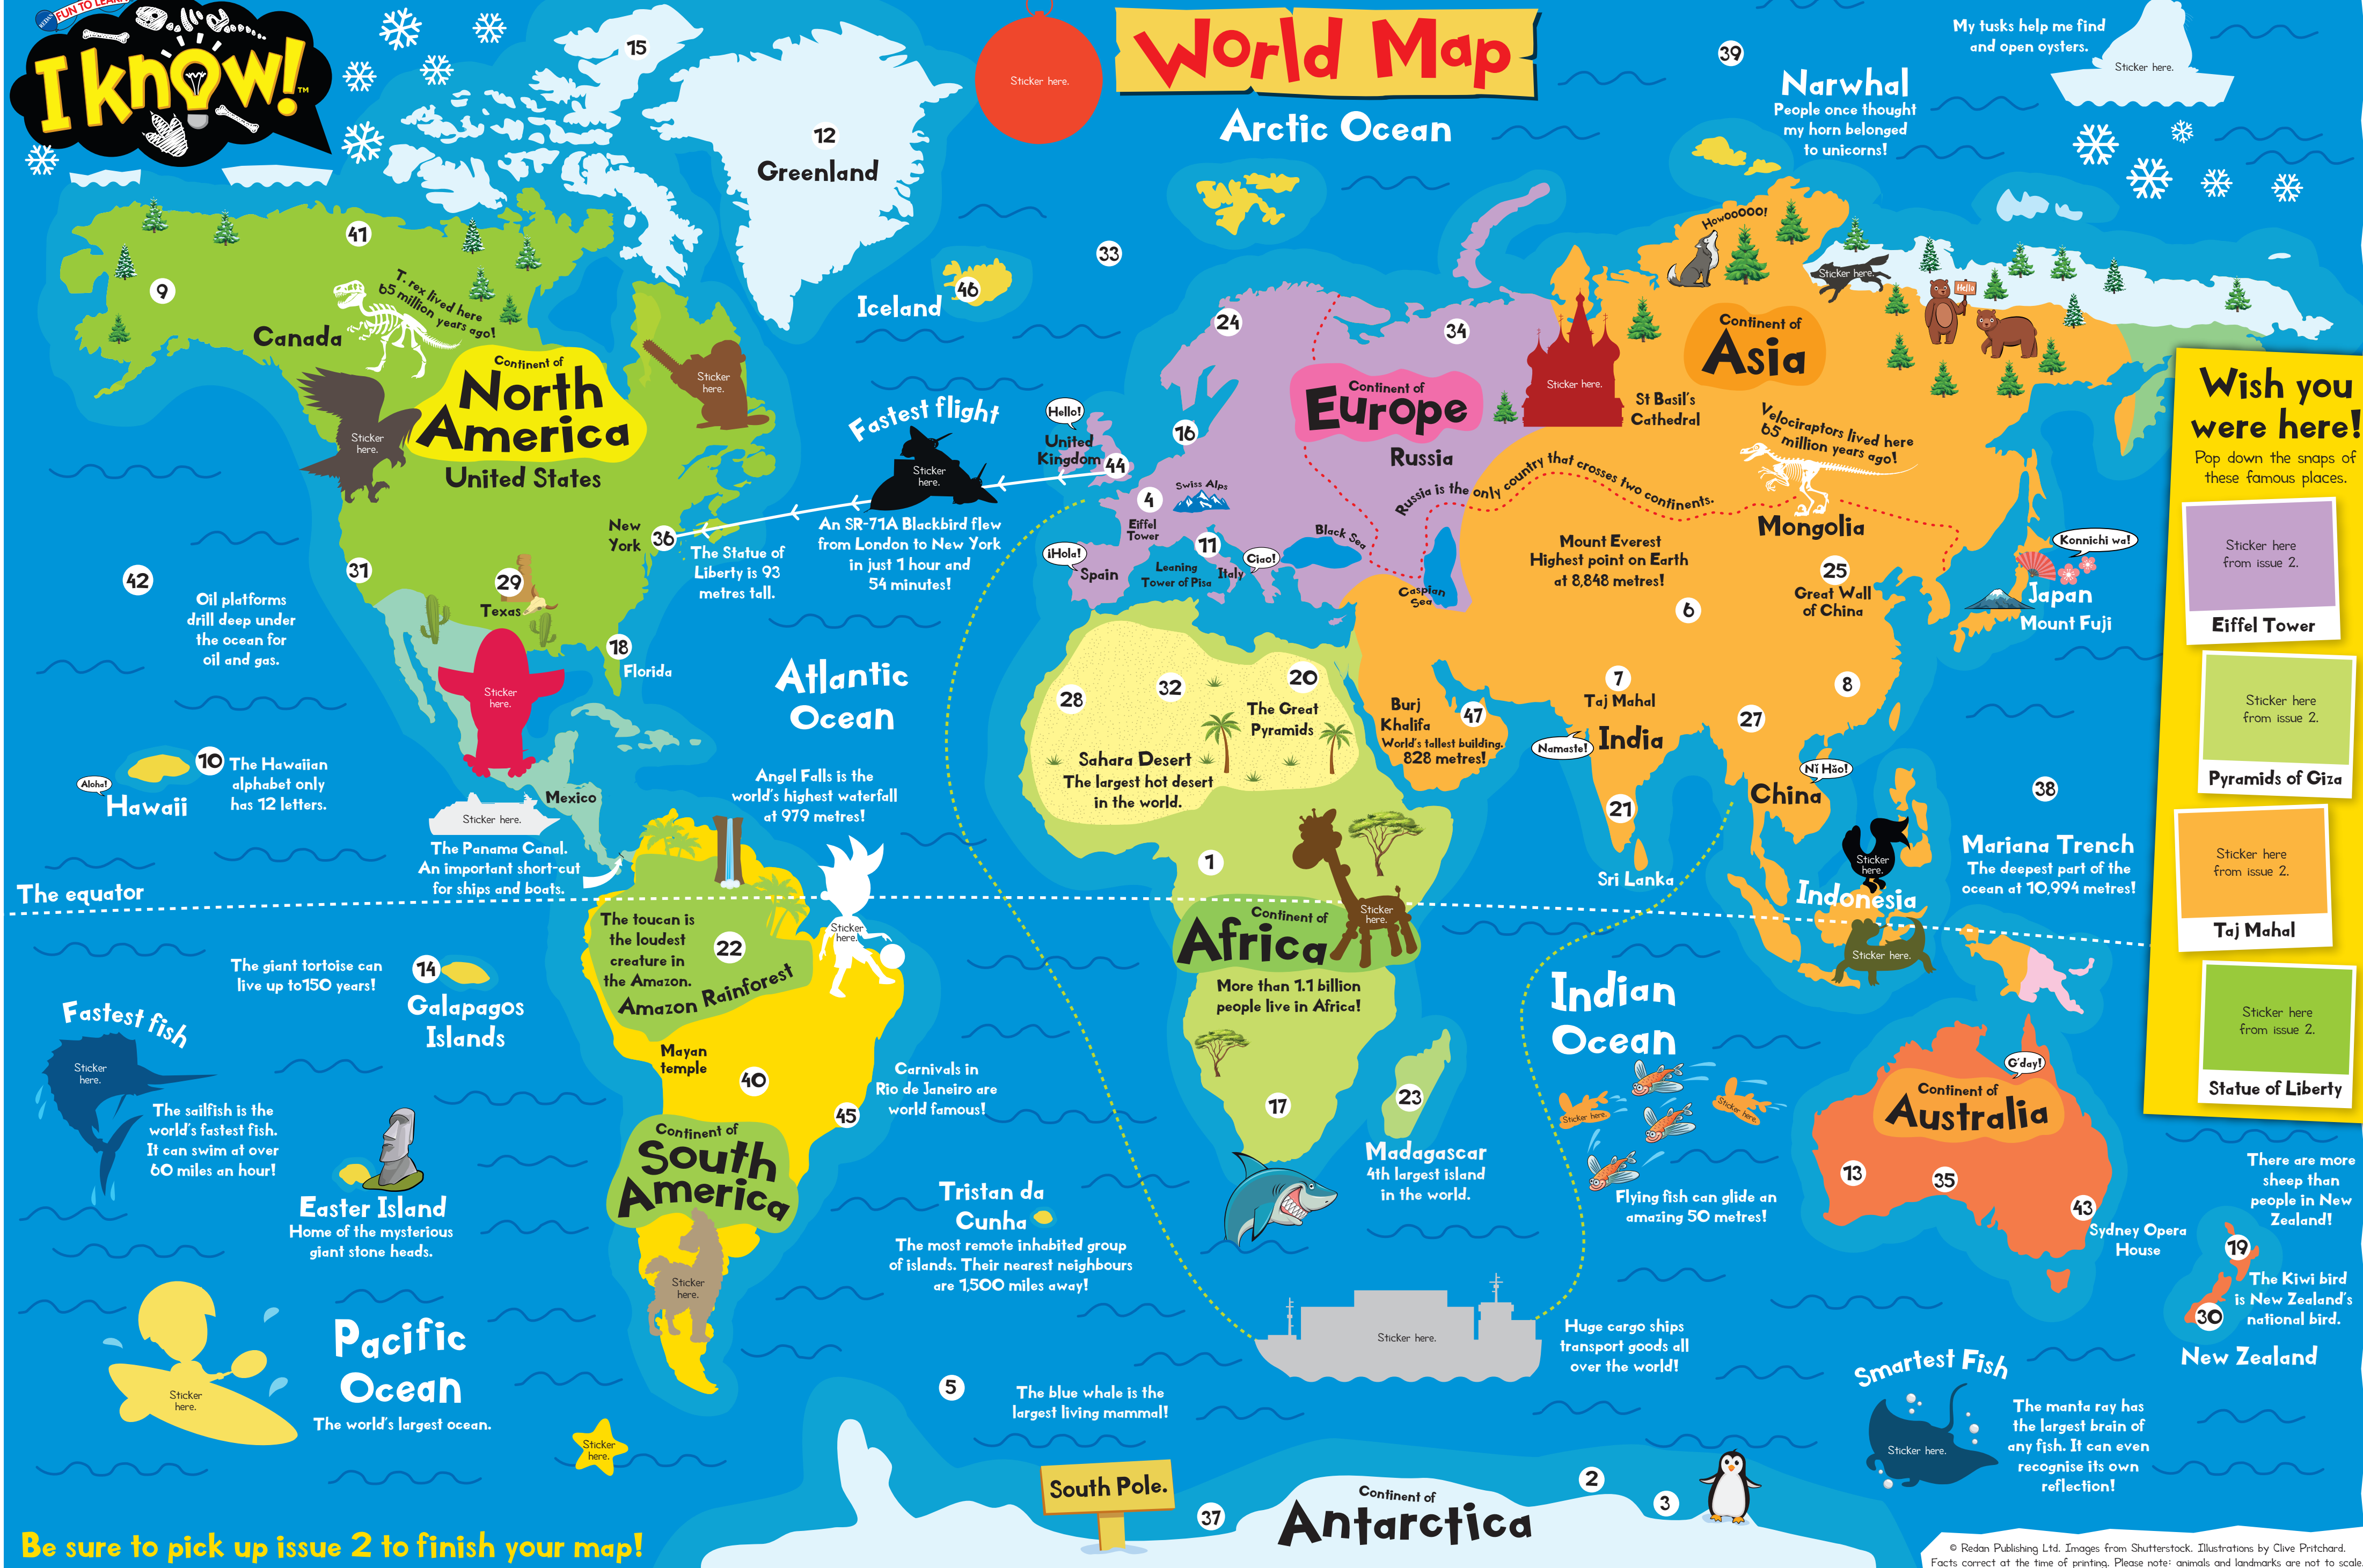 REDAN
FUN TO LEARN
I know!™
15
12
Greenland
Sticker here.
World Map
Arctic Ocean
39
Narwhal
People once thought
my horn belonged
to unicorns!
My tusks help me find
and open oysters.
Sticker here.
41
9
T. rex lived here
65 million years ago!
Canada
Continent of
North
America
United States
Sticker
here.
Sticker
here.
33
Iceland
46
Fastest flight
Sticker
here.
An SR-71A Blackbird flew
from London to New York
in just 1 hour and
54 minutes!
New
York
36
The Statue of
Liberty is 93
metres tall.
31
29
Texas
18
Florida
Sticker
here.
42
Oil platforms
drill deep under
the ocean for
oil and gas.
Atlantic
Ocean
10
The Hawaiian
alphabet only
has 12 letters.
Aloha!
Hawaii
Mexico
Sticker here.
The Panama Canal.
An important short-cut
for ships and boats.
Angel Falls is the
world's highest waterfall
at 979 metres!
The equator
24
34
Continent of
Europe
Russia
Hello!
United
Kingdom
44
16
4
Eiffel
Tower
Swiss Alps
11
Leaning
Tower of Pisa
Italy
Ciao!
¡Hola!
Spain
Black Sea
Caspian
Sea
Sticker here.
St Basil's
Cathedral
Howooooo!
Continent of
Asia
Sticker here.
Hello
Velociraptors lived here
65 million years ago!
Russia is the only country that crosses two continents.
Mongolia
Mount Everest
Highest point on Earth
at 8,848 metres!
25
Great Wall
of China
6
Konnichi wa!
Japan
Mount Fuji
28
32
20
The Great
Pyramids
Sahara Desert
The largest hot desert
in the world.
Burj
Khalifa
47
World's tallest building.
828 metres!
7
Taj Mahal
8
27
Namaste!
India
Nǐ Hǎo!
China
21
Sri Lanka
38
Mariana Trench
The deepest part of the
ocean at 10,994 metres!
Sticker
here.
Indonesia
Sticker here.
1
Continent of
Africa
Sticker
here.
More than 1.1 billion
people live in Africa!
17
23
Madagascar
4th largest island
in the world.
The toucan is
the loudest
creature in
the Amazon.
22
Amazon Rainforest
Sticker
here.
The giant tortoise can
live up to150 years!
14
Galapagos
Islands
Fastest fish
Sticker
here.
The sailfish is the
world's fastest fish.
It can swim at over
60 miles an hour!
Mayan
temple
40
45
Carnivals in
Rio de Janeiro are
world famous!
Continent of
South
America
Sticker
here.
Easter Island
Home of the mysterious
giant stone heads.
Tristan da
Cunha
The most remote inhabited group
of islands. Their nearest neighbours
are 1,500 miles away!
Indian
Ocean
Sticker here.
Sticker here.
Flying fish can glide an
amazing 50 metres!
G'day!
Continent of
Australia
13
35
43
Sydney Opera
House
There are more
sheep than
people in New
Zealand!
19
The Kiwi bird
is New Zealand's
national bird.
30
New Zealand
Sticker here.
Huge cargo ships
transport goods all
over the world!
Pacific
Ocean
The world's largest ocean.
Sticker
here.
Sticker
here.
5
The blue whale is the
largest living mammal!
Smartest Fish
Sticker here.
The manta ray has
the largest brain of
any fish. It can even
recognise its own
reflection!
South Pole.
37
Continent of
Antarctica
2
3
Wish you
were here!
Pop down the snaps of
these famous places.
Sticker here
from issue 2.
Eiffel Tower
Sticker here
from issue 2.
Pyramids of Giza
Sticker here
from issue 2.
Taj Mahal
Sticker here
from issue 2.
Statue of Liberty
Be sure to pick up issue 2 to finish your map!
© Redan Publishing Ltd. Images from Shutterstock. Illustrations by Clive Pritchard.
Facts correct at the time of printing. Please note: animals and landmarks are not to scale.